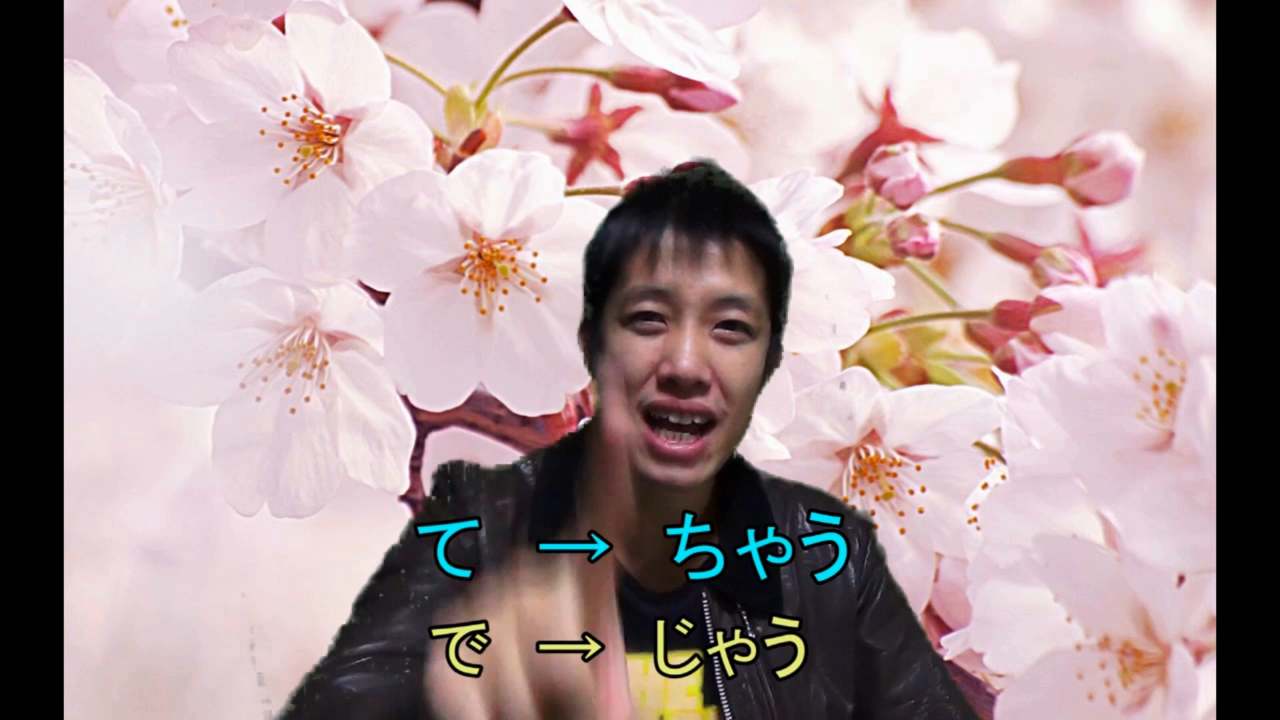 て → ちゃう
で → じゃう